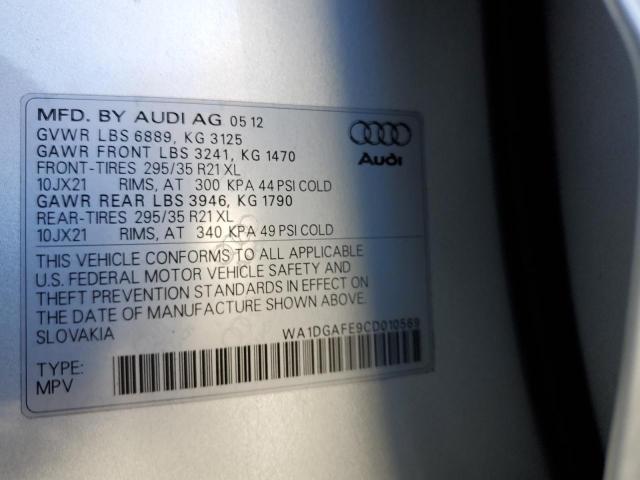 MFD. BY AUDI AG 05 12
GVWR LBS 6889, KG 3125
GAWR FRONT LBS 3241, KG 1470
FRONT-TIRES 295/35 R21 XL
10JX21 RIMS, AT 300 KPA 44 PSI COLD
GAWR REAR LBS 3946, KG 1790
REAR-TIRES 295/35 R21 XL
10JX21 RIMS, AT 340 KPA 49 PSI COLD
Audi
THIS VEHICLE CONFORMS TO ALL APPLICABLE
U.S. FEDERAL MOTOR VEHICLE SAFETY AND
THEFT PREVENTION STANDARDS IN EFFECT ON
THE DATE OF MANUFACTURE SHOWN ABOVE.
SLOVAKIA
WA1DGAFE9CD010569
TYPE:
MPV